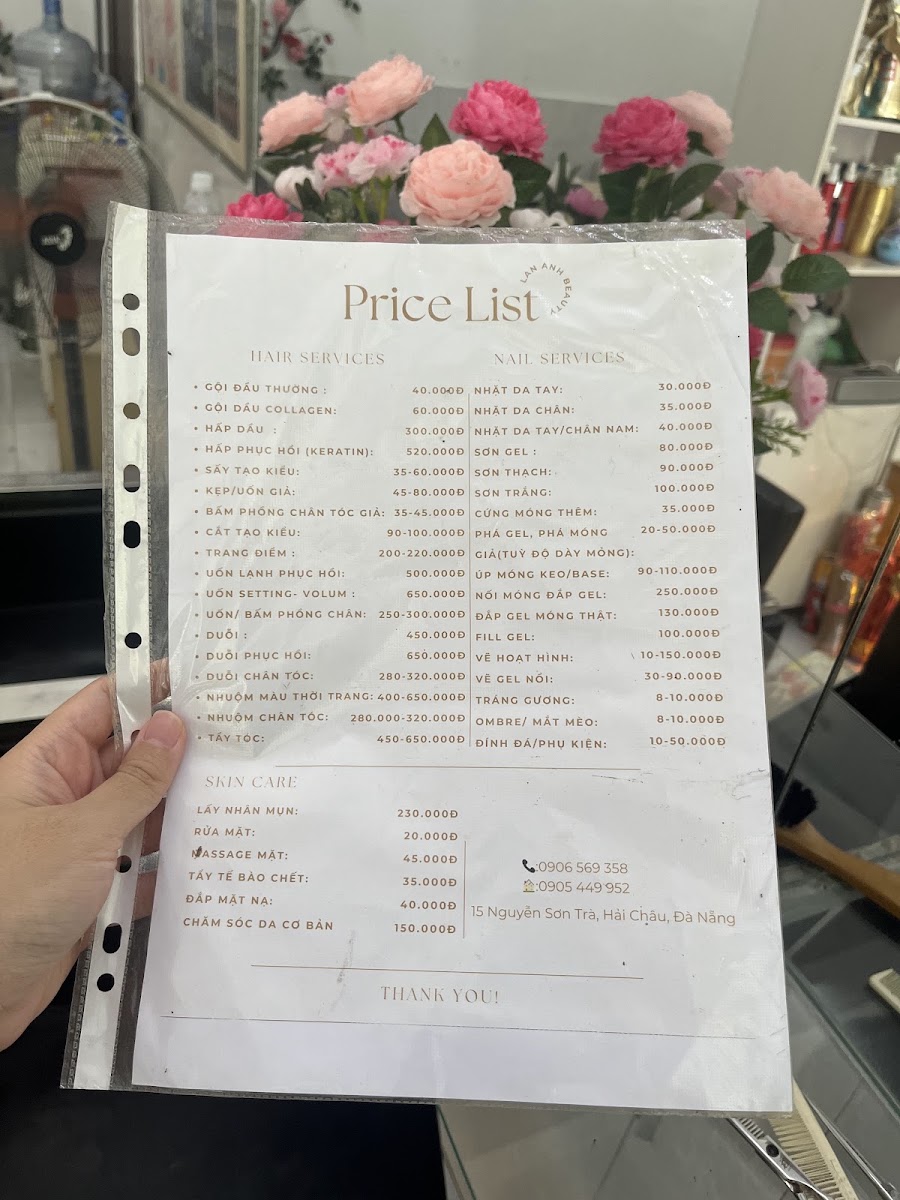 LAN ANH BEAUTY
Price List
HAIR SERVICES
• GỘI ĐẦU THƯỜNG : 40.000Đ
• GỘI DẦU COLLAGEN: 60.000Đ
• HẤP DẦU : 300.000Đ
• HẤP PHỤC HỒI (KERATIN): 520.000Đ
• SẤY TẠO KIỂU: 35-60.000Đ
• KẸP/UỐN GIẢ: 45-80.000Đ
• BẤM PHỒNG CHÂN TÓC GIẢ: 35-45.000Đ
• CẮT TẠO KIỂU: 90-100.000Đ
• TRANG ĐIỂM : 200-220.000Đ
• UỐN LẠNH PHỤC HỒI: 500.000Đ
• UỐN SETTING- VOLUM : 650.000Đ
• UỐN/ BẤM PHỒNG CHÂN: 250-300.000Đ
• DUỖI : 450.000Đ
• DUỖI PHỤC HỒI: 650.000Đ
• DUỖI CHÂN TÓC: 280-320.000Đ
• NHUỘM MÀU THỜI TRANG: 400-650.000Đ
• NHUỘM CHÂN TÓC: 280.000-320.000Đ
• TẨY TÓC: 450-650.000Đ
NAIL SERVICES
NHẶT DA TAY: 30.000Đ
NHẶT DA CHÂN: 35.000Đ
NHẶT DA TAY/CHÂN NAM: 40.000Đ
SƠN GEL : 80.000Đ
SƠN THẠCH: 90.000Đ
SƠN TRẮNG: 100.000Đ
CỨNG MÓNG THÊM: 35.000Đ
PHÁ GEL, PHÁ MÓNG 20-50.000Đ
GIẢ(TUỲ ĐỘ DÀY MÓNG):
ÚP MÓNG KEO/BASE: 90-110.000Đ
NỐI MÓNG ĐẮP GEL: 250.000Đ
ĐẮP GEL MÓNG THẬT: 130.000Đ
FILL GEL: 100.000Đ
VẼ HOẠT HÌNH: 10-150.000Đ
VẼ GEL NỔI: 30-90.000Đ
TRÁNG GƯƠNG: 8-10.000Đ
OMBRE/ MẮT MÈO: 8-10.000Đ
ĐÍNH ĐÁ/PHỤ KIỆN: 10-50.000Đ
SKIN CARE
LẤY NHÂN MỤN: 230.000Đ
RỬA MẶT: 20.000Đ
MASSAGE MẶT: 45.000Đ
TẨY TẾ BÀO CHẾT: 35.000Đ
ĐẮP MẶT NẠ: 40.000Đ
CHĂM SÓC DA CƠ BẢN 150.000Đ
📞:0906 569 358
🏠:0905 449 952
15 Nguyễn Sơn Trà, Hải Châu, Đà Nẵng
THANK YOU!